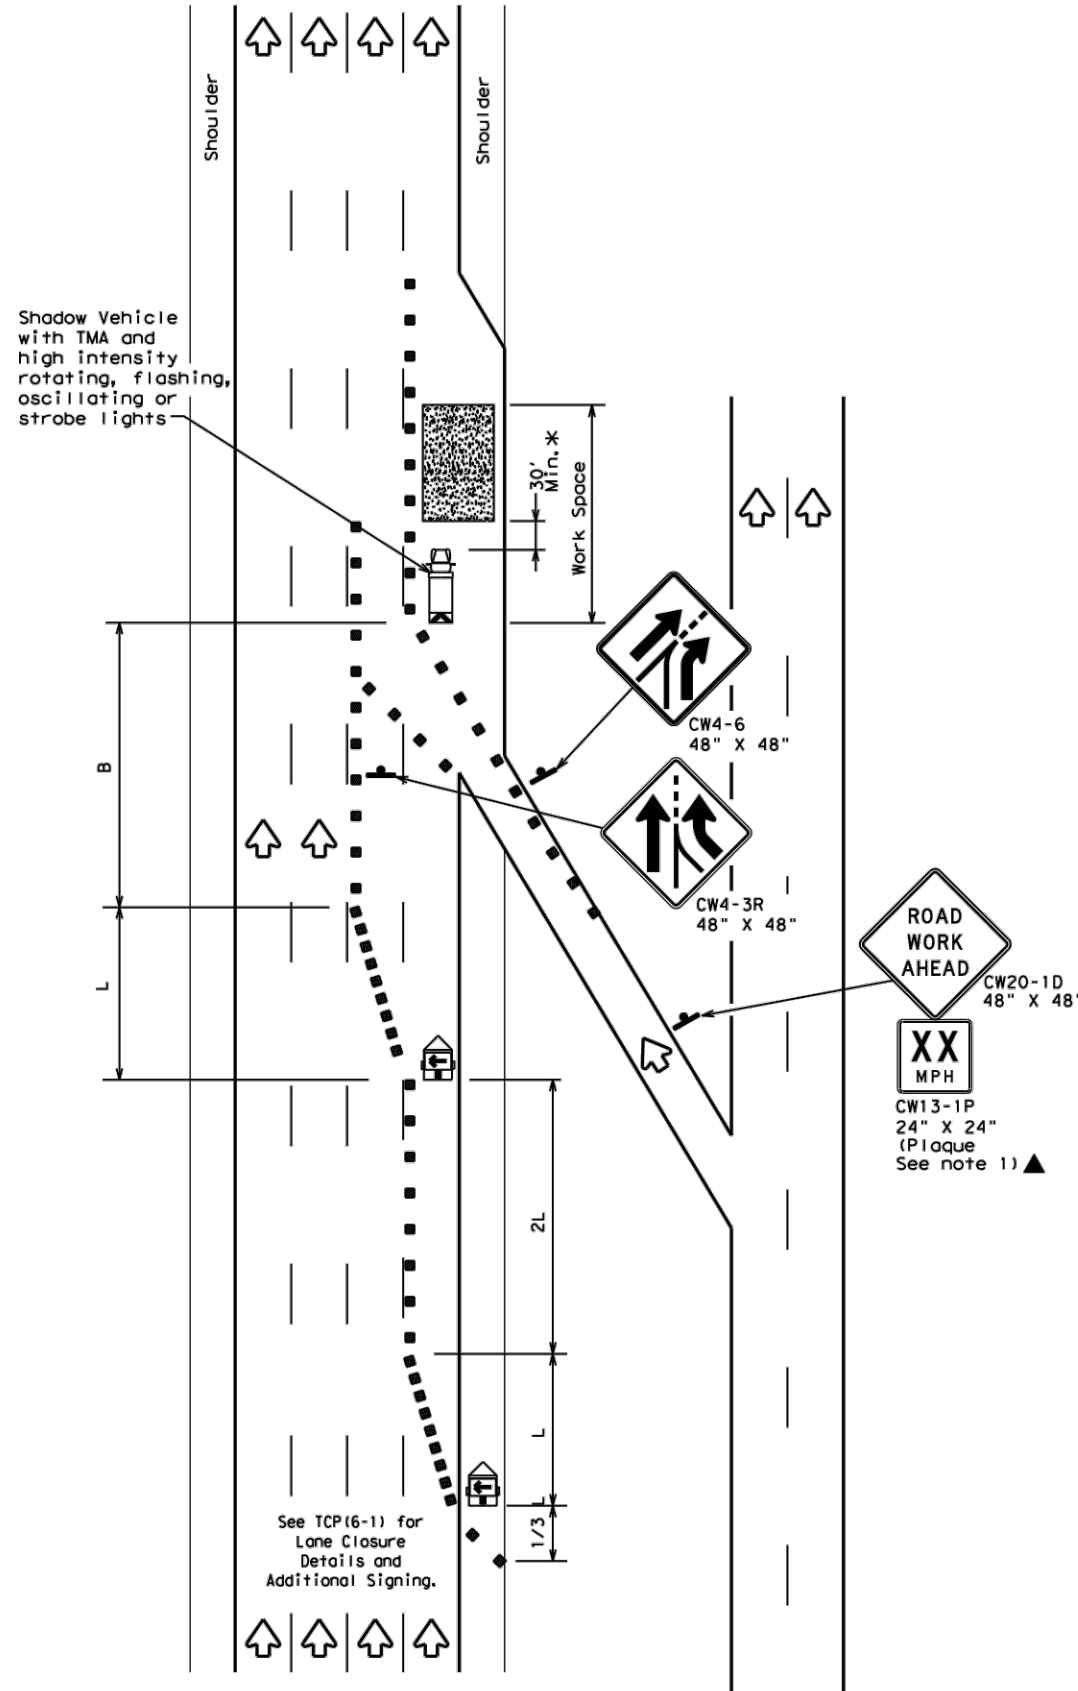 Shoulder
Shoulder
Shadow Vehicle
with TMA and
high intensity
rotating, flashing,
oscillating or
strobe lights
30'
Min.*
Work Space
CW4-6
48" X 48"
B
CW4-3R
48" X 48"
ROAD
WORK
AHEAD
CW20-1D
48" X 48"
L
XX
MPH
CW13-1P
24" X 24"
(Plaque
See note 1)▲
2L
L
1/3 L
See TCP(6-1) for
Lane Closure
Details and
Additional Signing.